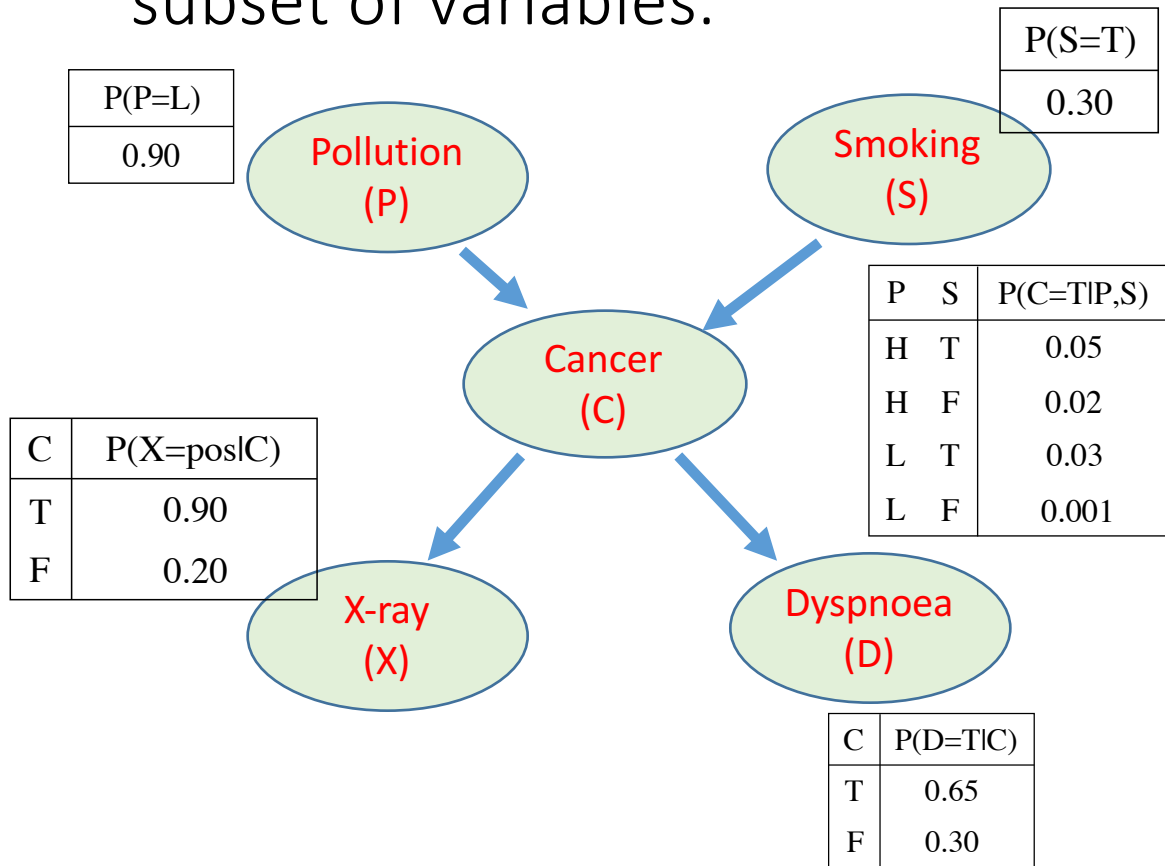 subset of variables.
P(S=T)
0.30
P(P=L)
0.90
Pollution
(P)
Smoking
(S)
P S P(C=T|P,S)
H T 0.05
H F 0.02
L T 0.03
L F 0.001
Cancer
(C)
C P(X=pos|C)
T 0.90
F 0.20
X-ray
(X)
Dyspnoea
(D)
C P(D=T|C)
T 0.65
F 0.30